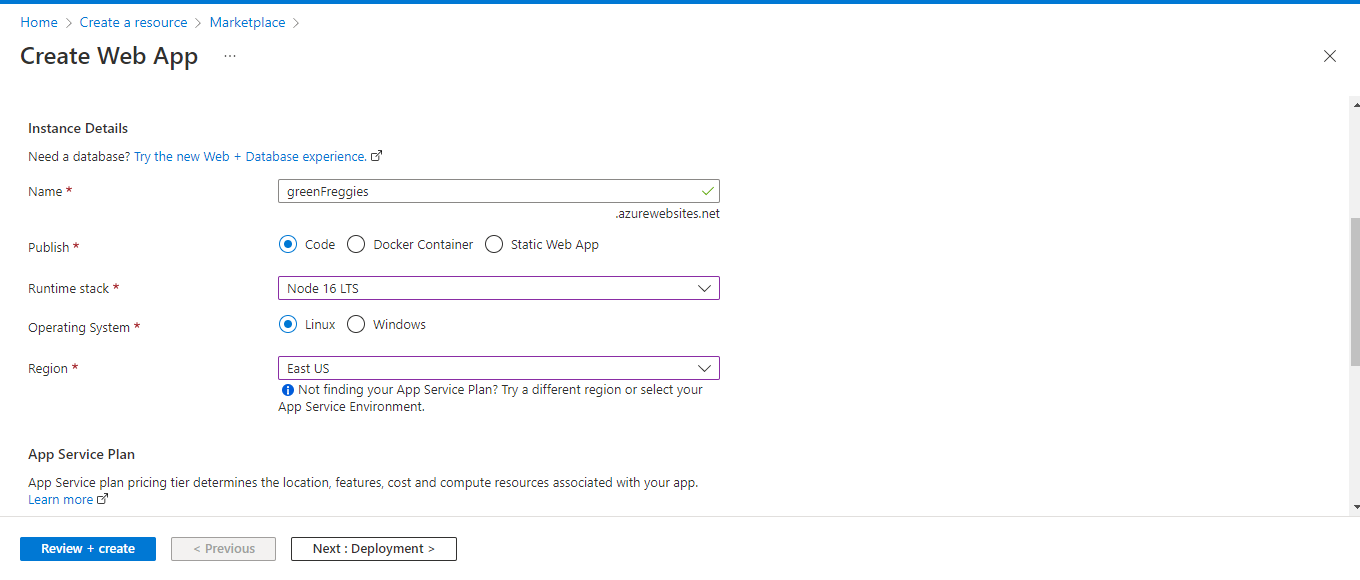 Home > Create a resource > Marketplace >
Create Web App ...
Instance Details
Need a database? Try the new Web + Database experience.
Name *
greenFreggies
.azurewebsites.net
Publish *
Code Docker Container Static Web App
Runtime stack *
Node 16 LTS
Operating System *
Linux Windows
Region *
East US
Not finding your App Service Plan? Try a different region or select your
App Service Environment.
App Service Plan
App Service plan pricing tier determines the location, features, cost and compute resources associated with your app.
Learn more
Review + create < Previous Next : Deployment >